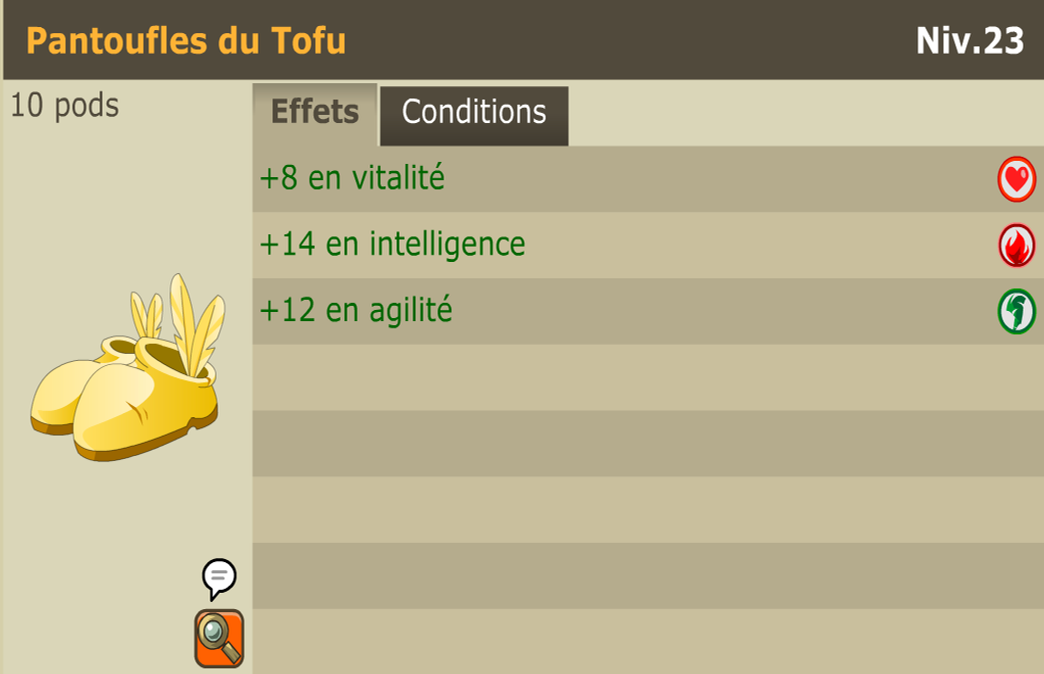 Pantoufles du Tofu
Niv.23
10 pods
Effets
Conditions
+8 en vitalité
+14 en intelligence
+12 en agilité